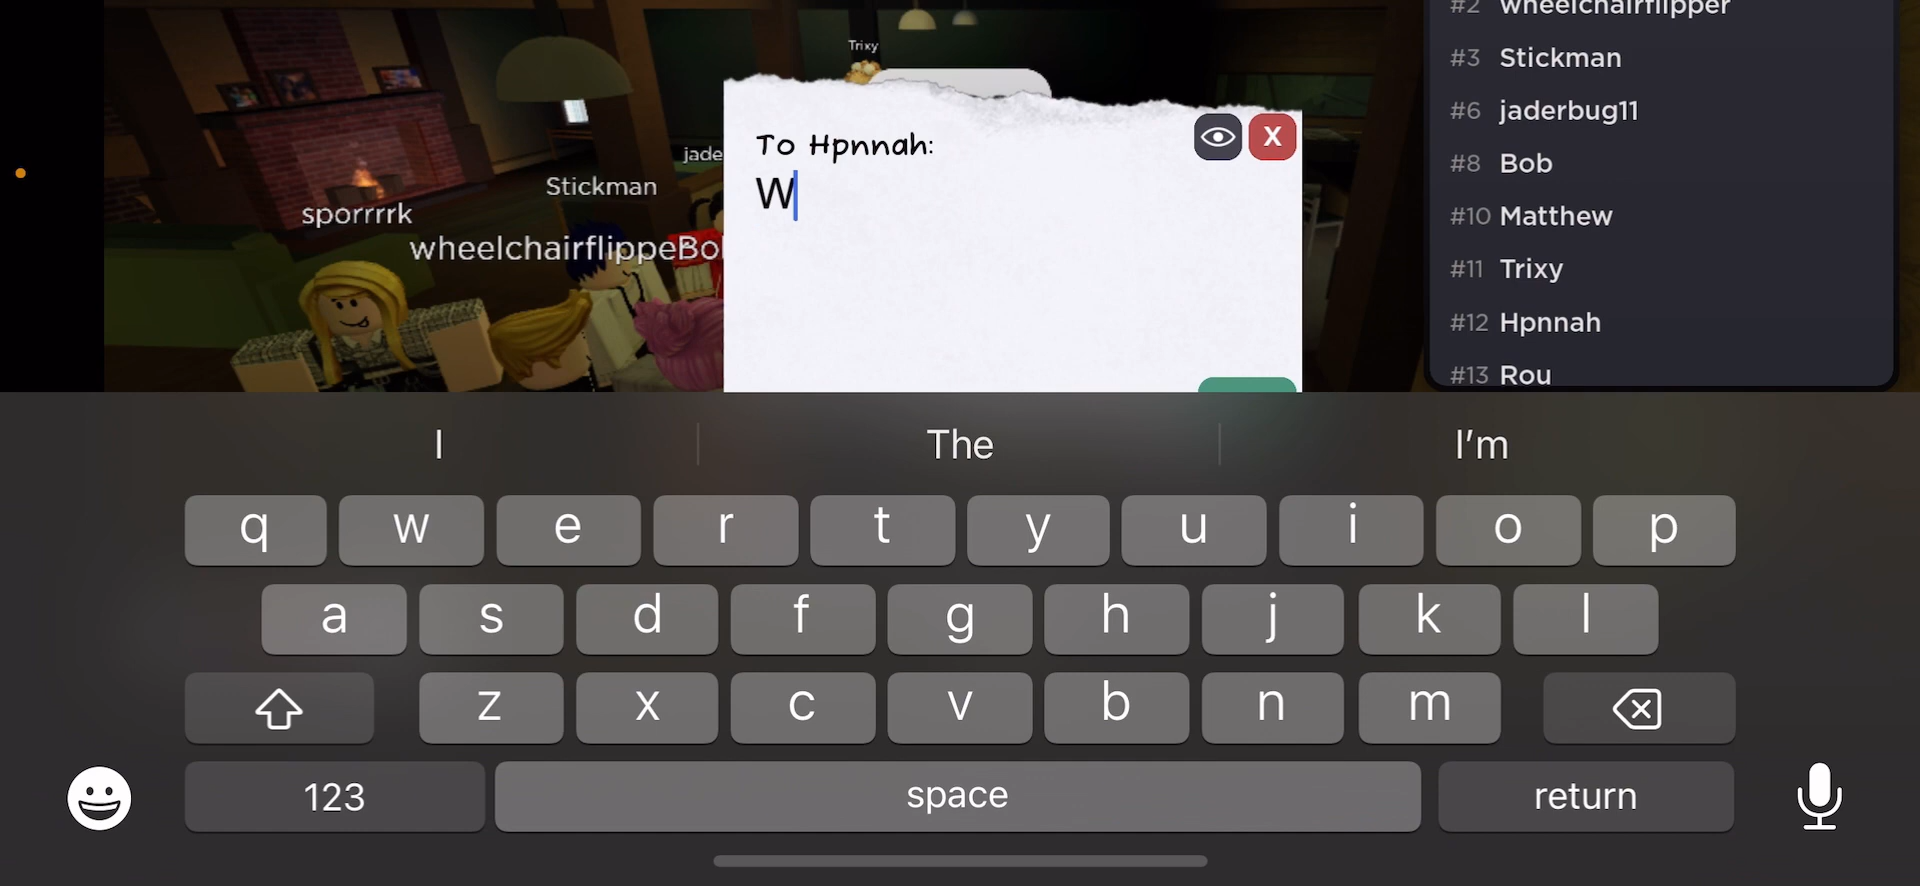 #2 wheelchairflipper
Trixy
#3 Stickman
#6 jaderbug11
To Hpnnah:
X
jade
#8 Bob
Stickman
W
sporrrrk
#10 Matthew
wheelchairflippeBo
#11 Trixy
#12 Hpnnah
#13 Rou
I The I'm
q w e r t y u i o p
a s d f g h j k l
z x c v b n m
123 space return